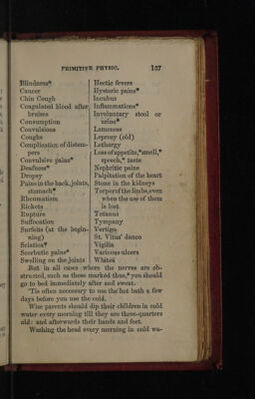 PRIMITIVE PHYSIC. 137
Blindness*
Cancer
Chin Cough
Coagulated blood after
bruises
Consumption
Convulsions
Coughs
Complication of distem-
pers
Convulsive pains*
Deafness*
Dropsy
Pains in the back, joints,
stomach*
Rheumatism
Rickets
Rupture
Suffocation
Surfeits (at the begin-
ning)
Sciatica*
Scorbutic pains*
Swelling on the joints
Hectic fevers
Hysteric pains*
Incubus
Inflammations*
Involuntary stool or
urine*
Lameness
Leprosy (old)
Lethargy
Loss of appetite,*smell,*
speech,* taste
Nephritic pains
Palpitation of the heart
Stone in the kidneys
Torpor of the limbs, even
when the use of them
is lost
Tetanus
Tympany
Vertigo
St. Vitus' dance
Vigilia
Varicous ulcers
Whites
But in all cases where the nerves are ob-
structed, such as those marked thus,* you should
go to bed immediately after and sweat.
'Tis often necessary to use the hot bath a few
days before you use the cold.
Wise parents should dip their children in cold
water every morning till they are three-quarters
old: and afterwards their hands and feet.
Washing the head every morning in cold wa-